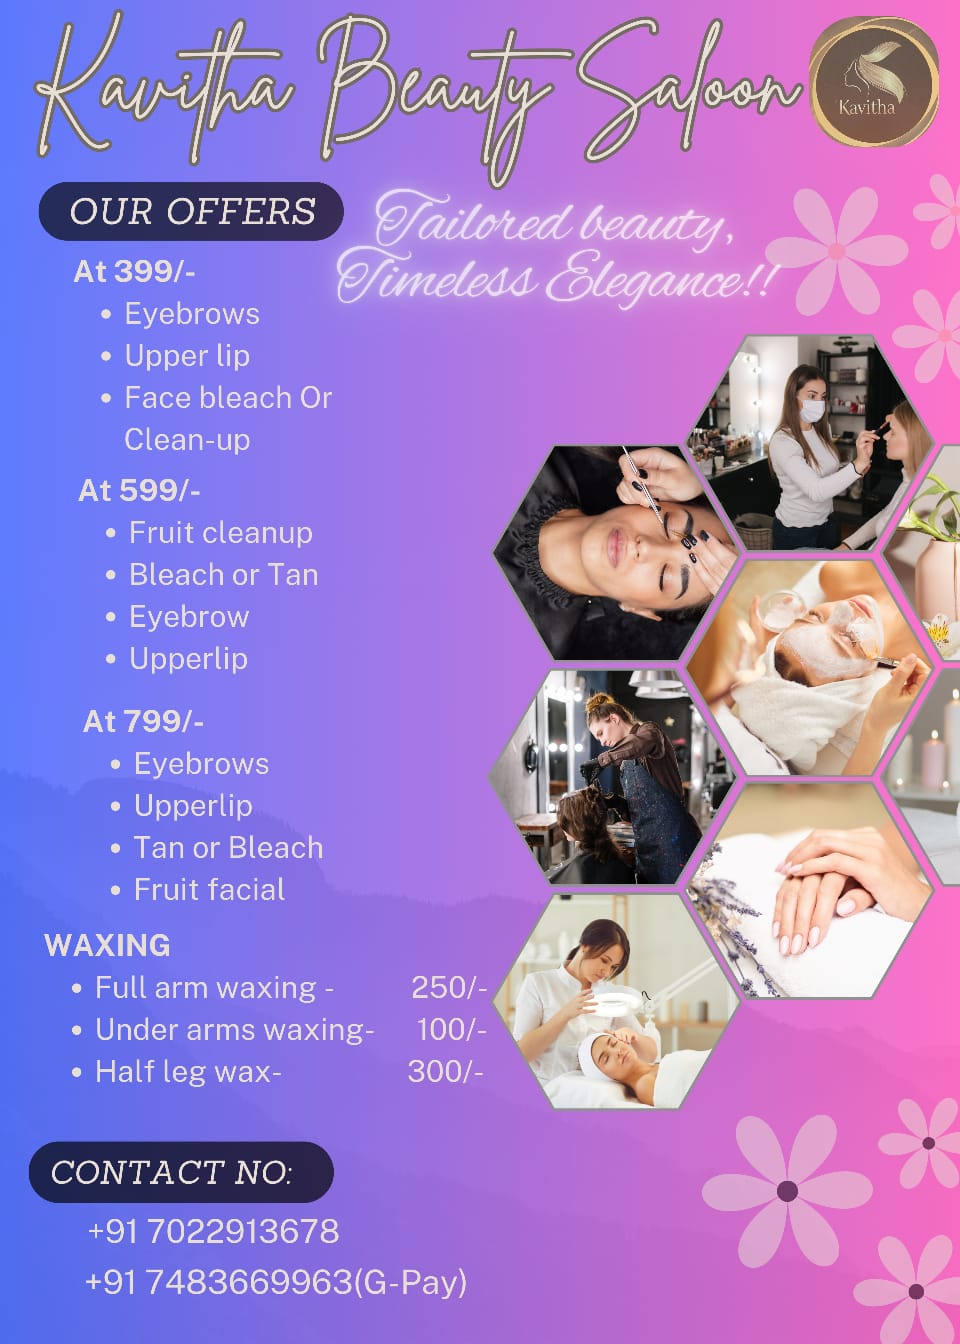 Kavitha Beauty Saloon
Kavitha
OUR OFFERS
Tailored beauty,
Timeless Elegance!!
At 399/-
• Eyebrows
• Upper lip
• Face bleach Or
Clean-up
At 599/-
• Fruit cleanup
• Bleach or Tan
• Eyebrow
• Upperlip
At 799/-
• Eyebrows
• Upperlip
• Tan or Bleach
• Fruit facial
WAXING
• Full arm waxing - 250/-
• Under arms waxing- 100/-
• Half leg wax- 300/-
CONTACT NO:
+91 7022913678
+91 7483669963(G-Pay)